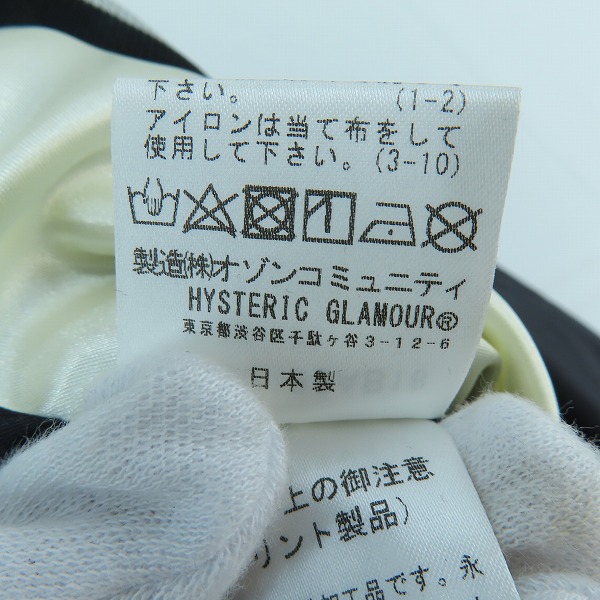 下さい。 (1-2)
アイロンは当て布をして
使用して下さい。(3-10)
製造(株)オゾンコミュニティ
HYSTERIC GLAMOUR®
東京都渋谷区千駄ヶ谷3-12-6
日本製
上の御注意
リント製品)
加工品です。永